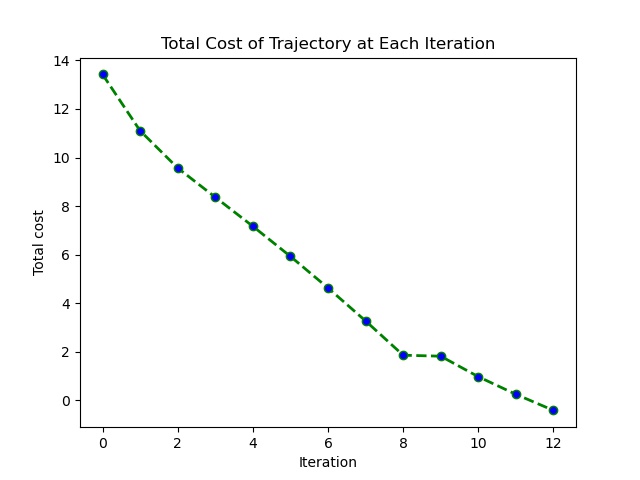 Total Cost of Trajectory at Each Iteration
14
12
10
8
6
4
2
0
Total cost
0 2 4 6 8 10 12
Iteration